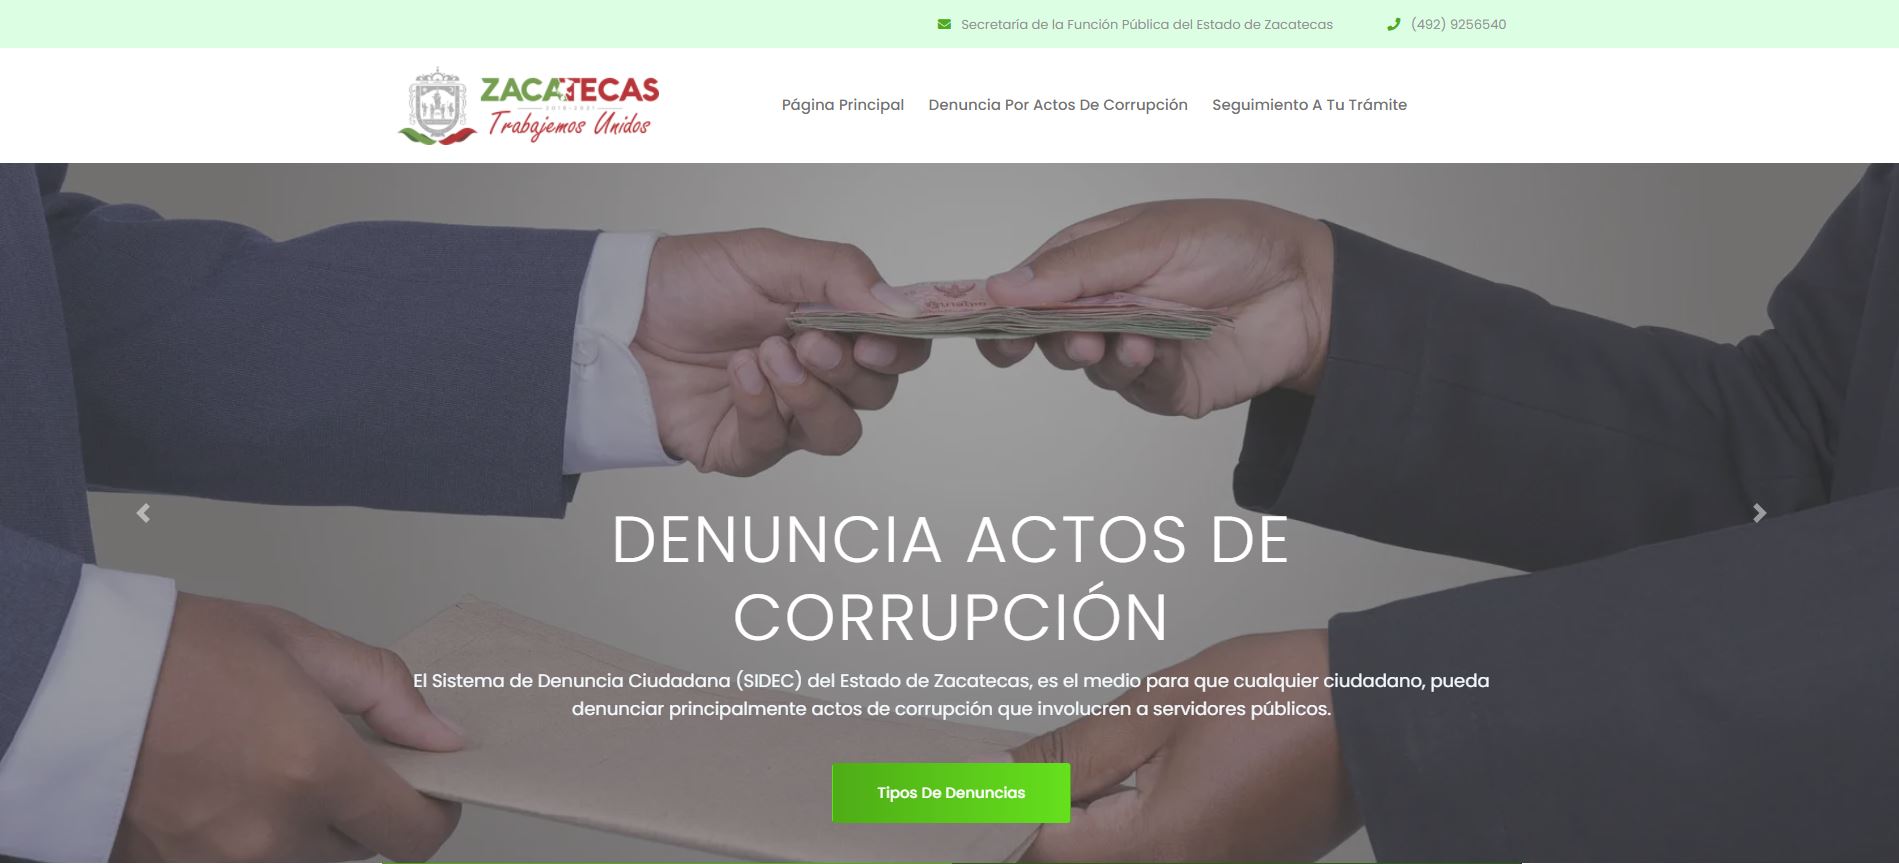 Secretaría de la Función Pública del Estado de Zacatecas
(492) 9256540
ZACATECAS
Trabajemos Unidos
Página Principal
Denuncia Por Actos De Corrupción
Seguimiento A Tu Trámite
DENUNCIA ACTOS DE
CORRUPCIÓN
El Sistema de Denuncia Ciudadana (SIDEC) del Estado de Zacatecas, es el medio para que cualquier ciudadano, pueda
denunciar principalmente actos de corrupción que involucren a servidores públicos.
Tipos De Denuncias